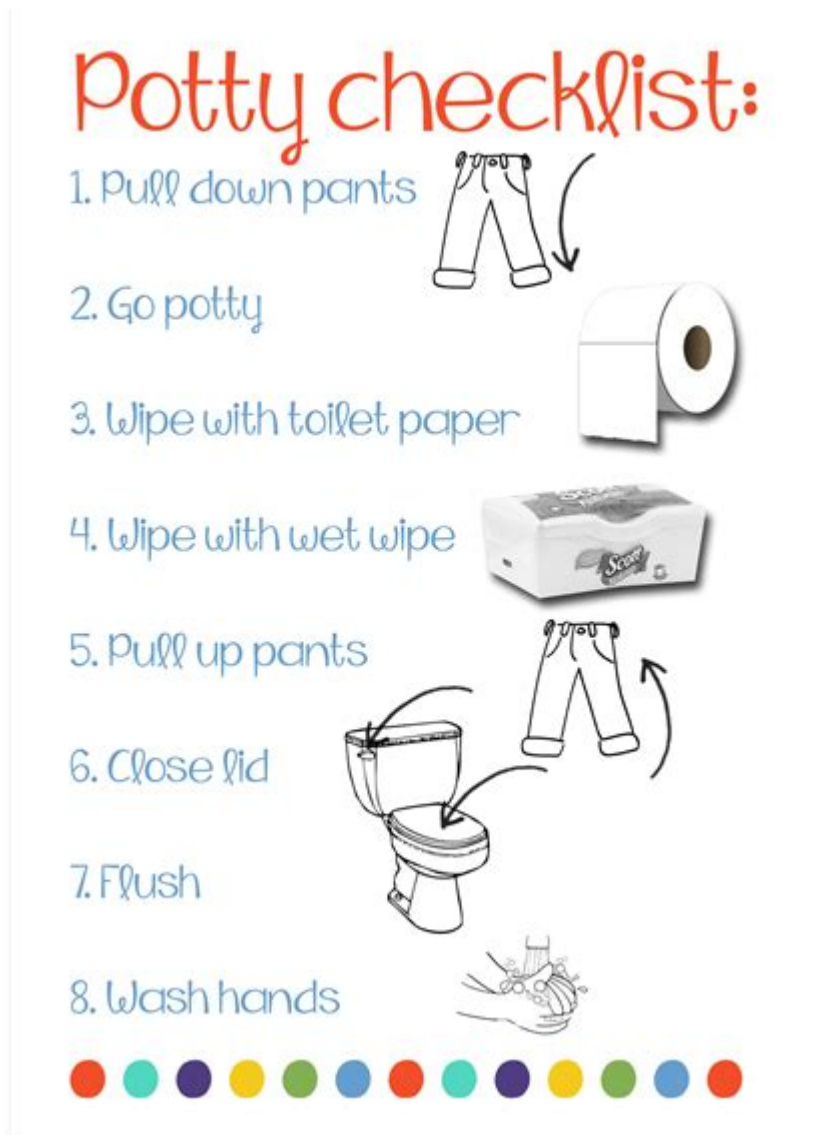 Potty checklist:
1. Pull down pants
2. Go potty
3. Wipe with toilet paper
4. Wipe with wet wipe
Scott
5. Pull up pants
6. Close lid
7. Flush
8. Wash hands